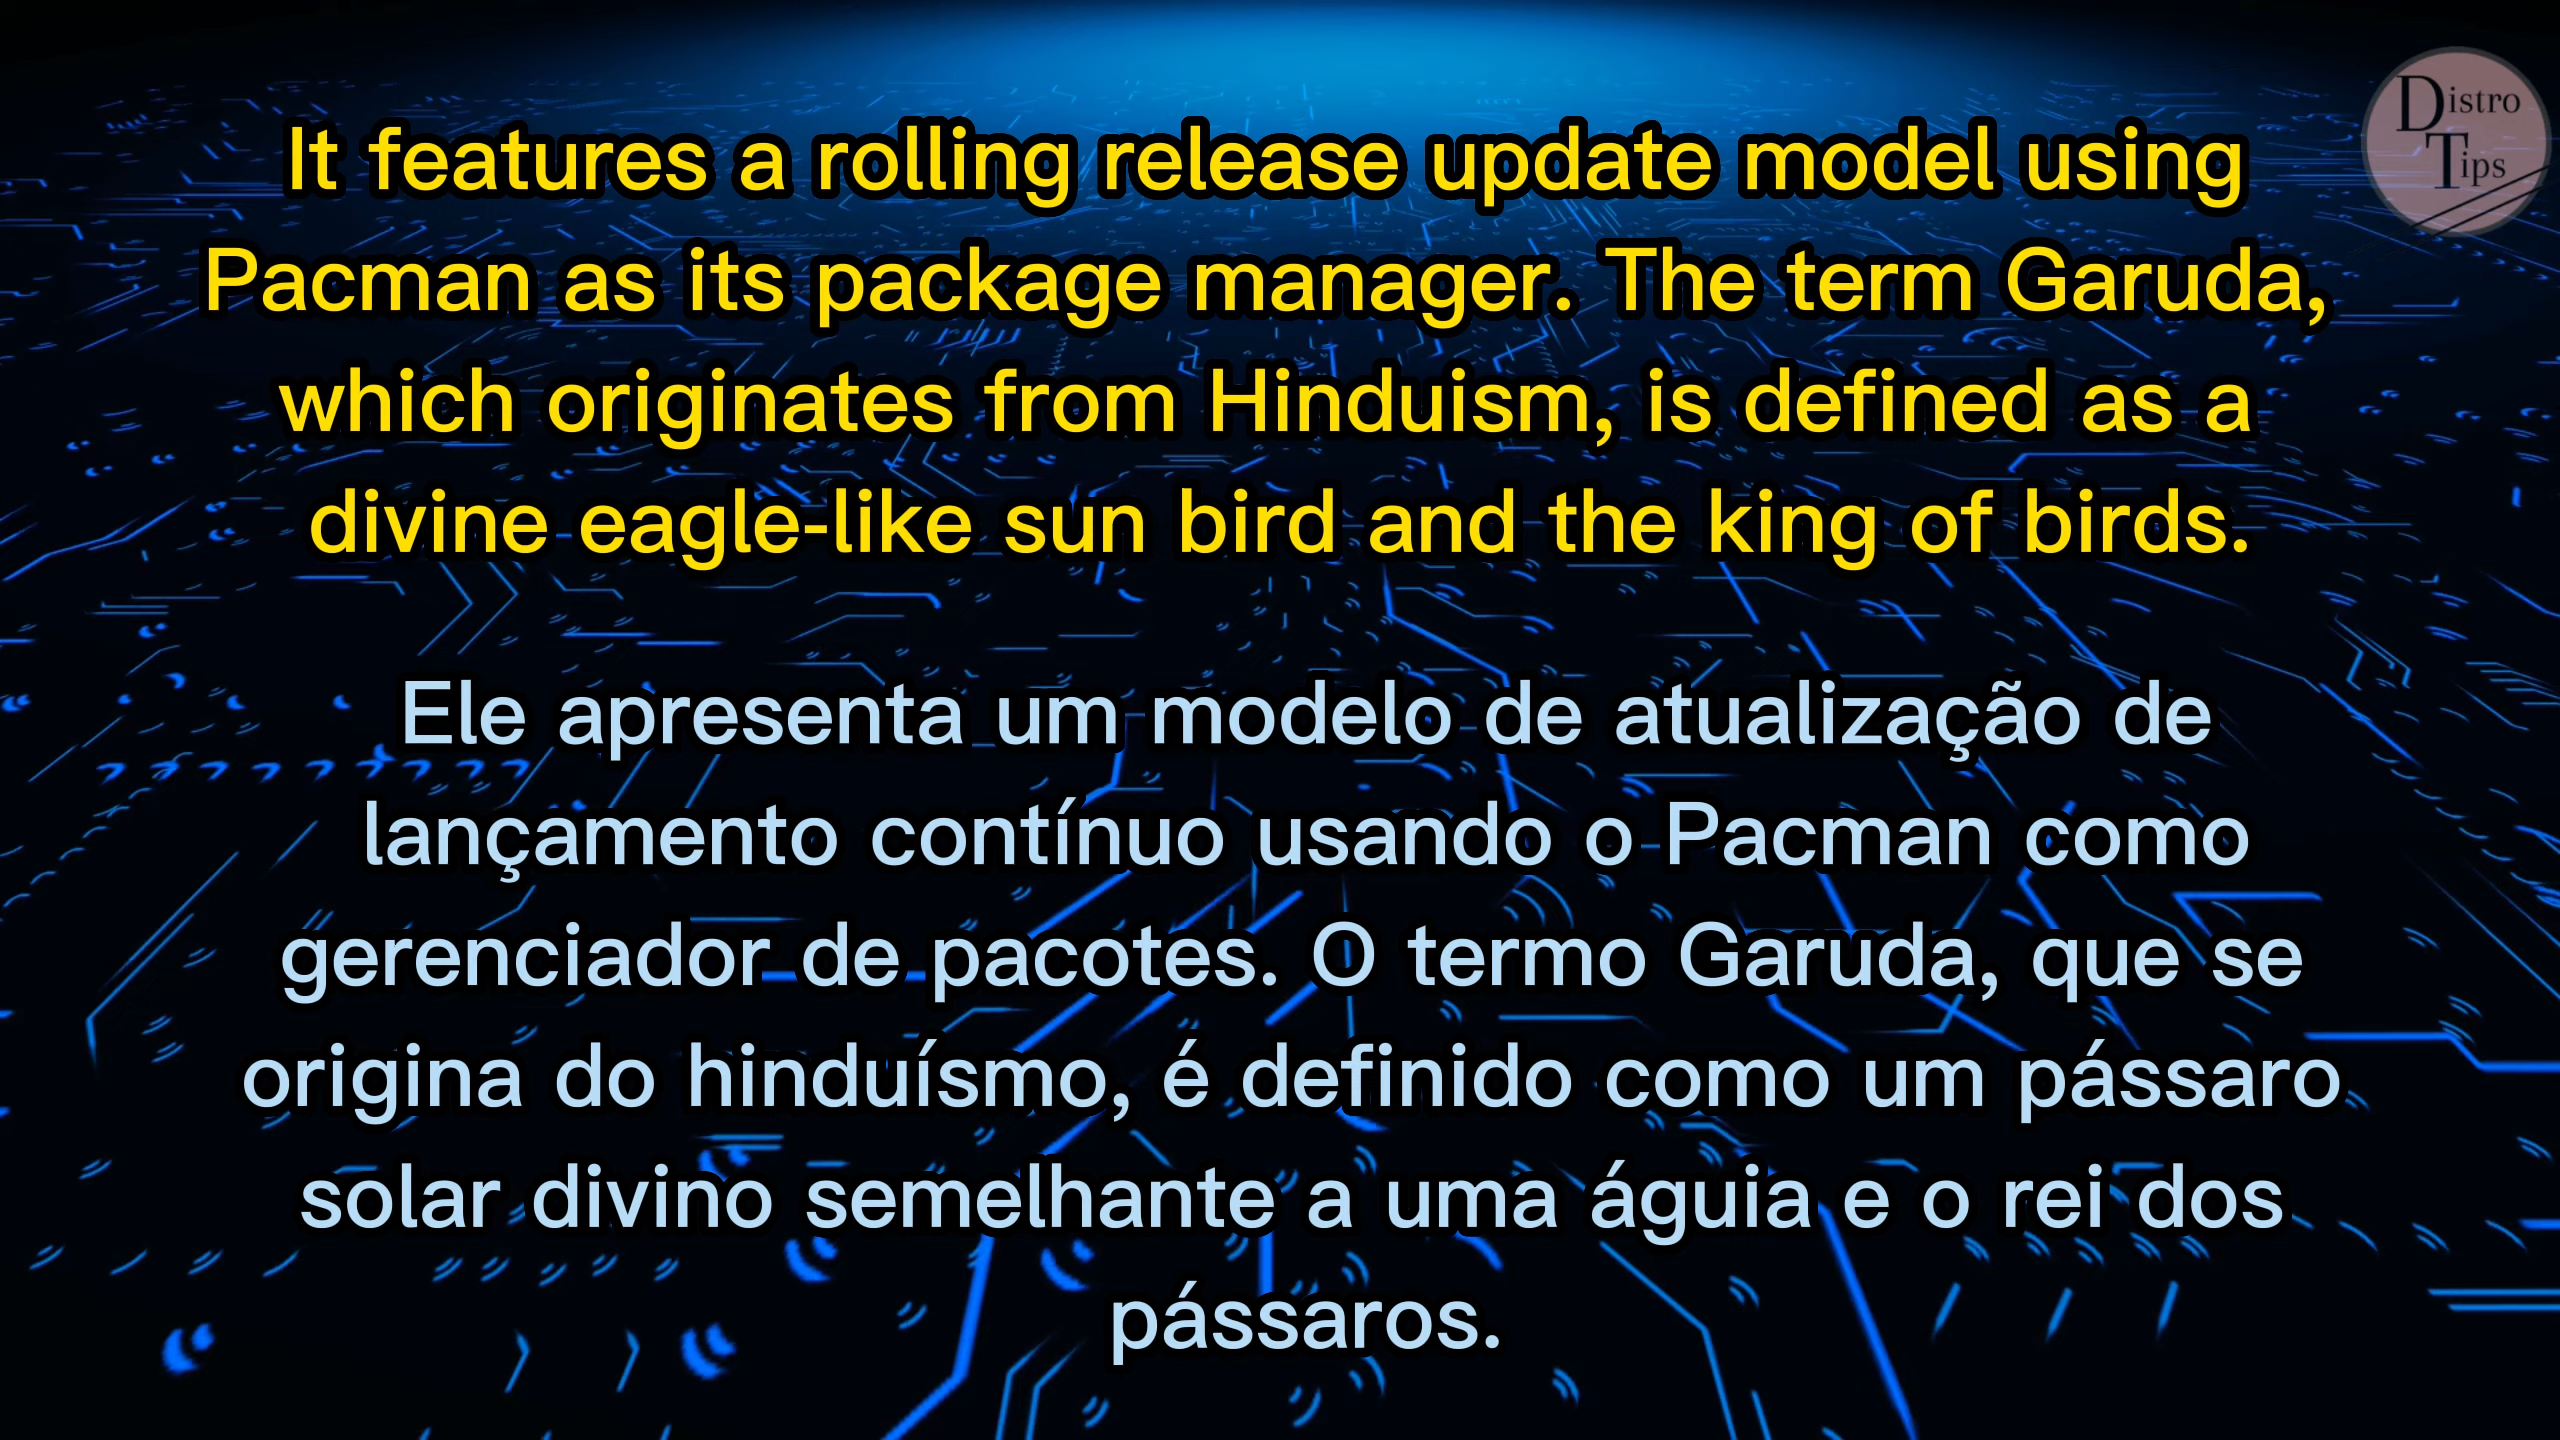 It features a rolling release update model using
Pacman as its package manager. The term Garuda,
which originates from Hinduism, is defined as a
divine eagle-like sun bird and the king of birds.
Ele apresenta um modelo de atualização de
lançamento contínuo usando o Pacman como
gerenciador de pacotes. O termo Garuda, que se
origina do hinduísmo, é definido como um pássaro
solar divino semelhante a uma águia e o rei dos
pássaros.
Distro
Tips